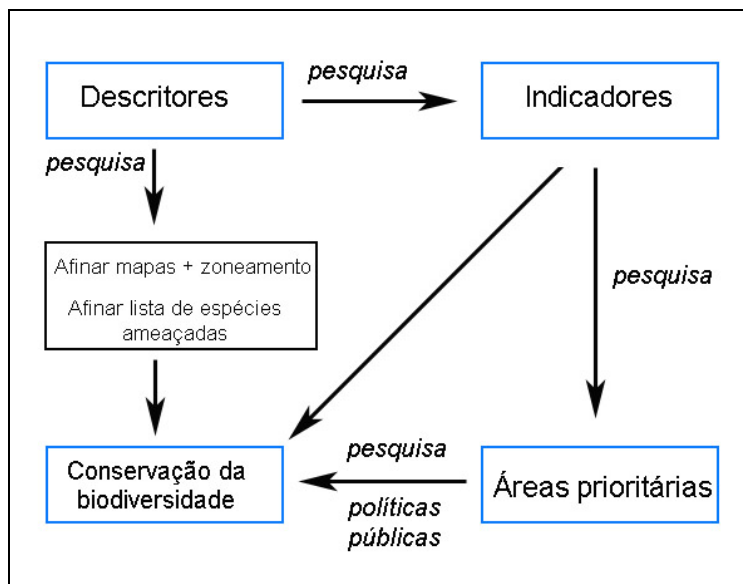 Descritores
pesquisa
Indicadores
pesquisa
Afinar mapas + zoneamento
Afinar lista de espécies
ameaçadas
pesquisa
Conservação da
biodiversidade
pesquisa
políticas
públicas
Áreas prioritárias